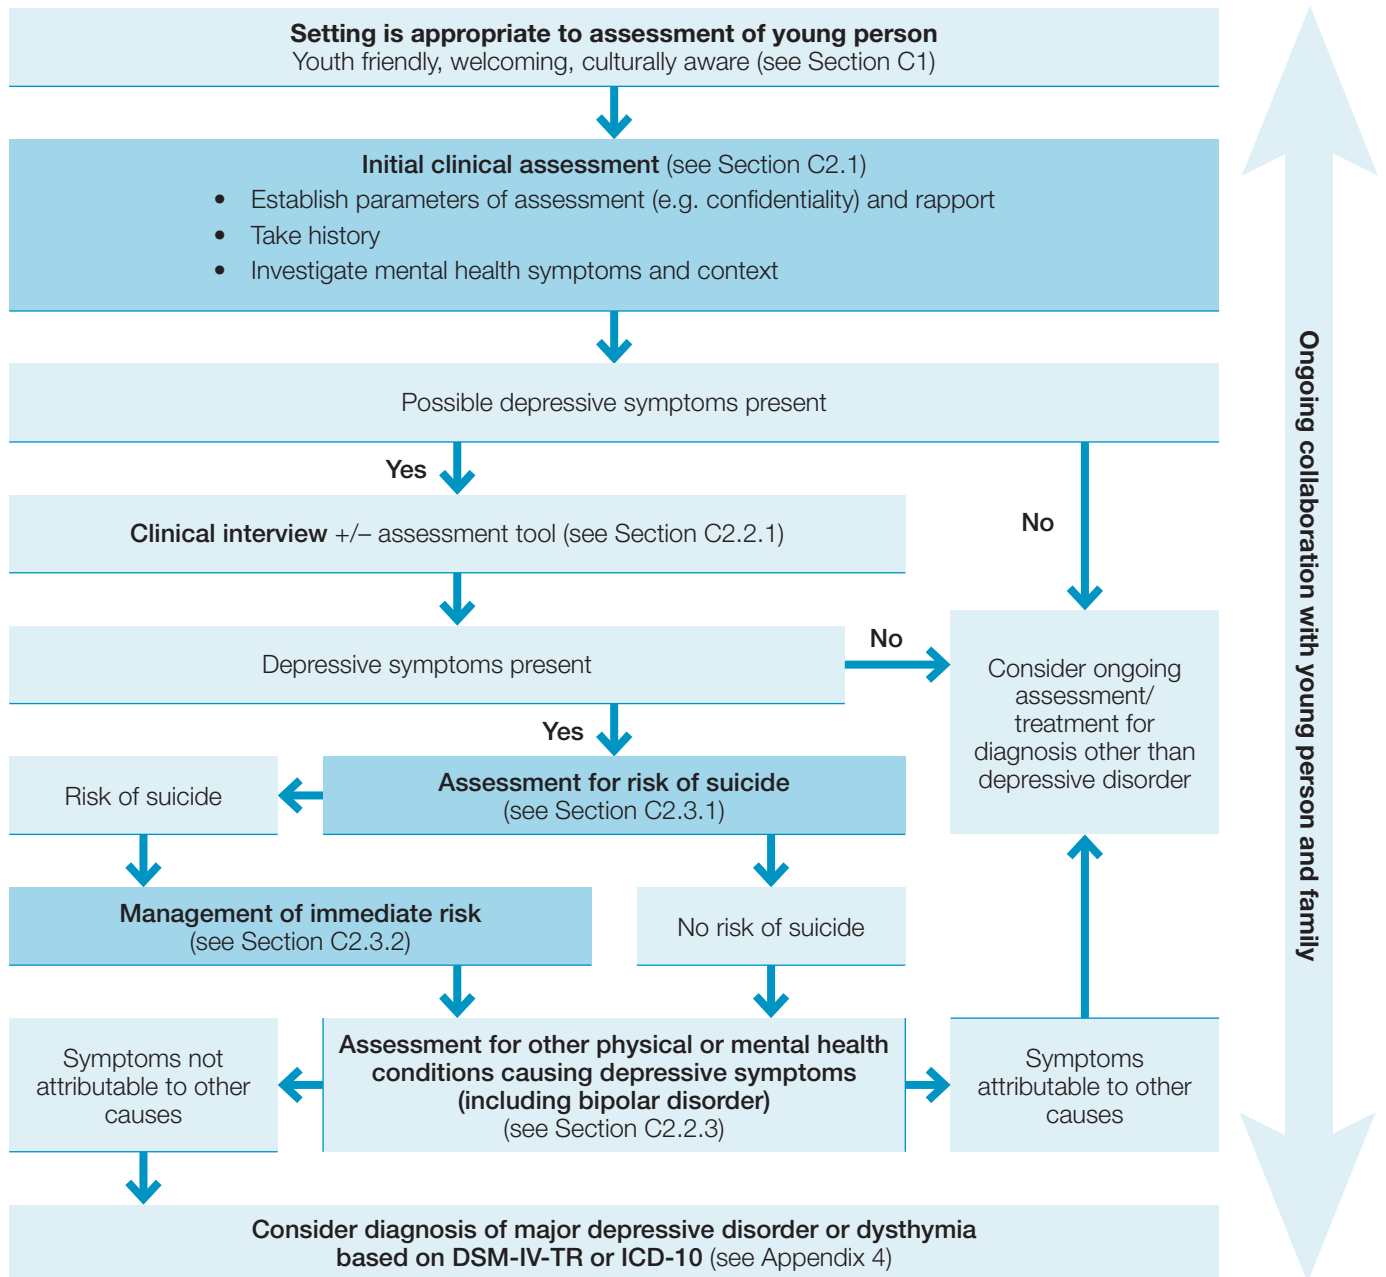 Setting is appropriate to assessment of young person
Youth friendly, welcoming, culturally aware (see Section C1)
Initial clinical assessment (see Section C2.1)
• Establish parameters of assessment (e.g. confidentiality) and rapport
• Take history
• Investigate mental health symptoms and context
Possible depressive symptoms present
Yes
No
Clinical interview +/– assessment tool (see Section C2.2.1)
Depressive symptoms present
No
Consider ongoing
assessment/
treatment for
diagnosis other than
depressive disorder
Yes
Risk of suicide
Assessment for risk of suicide
(see Section C2.3.1)
Management of immediate risk
(see Section C2.3.2)
No risk of suicide
Symptoms not
attributable to other
causes
Assessment for other physical or mental health
conditions causing depressive symptoms
(including bipolar disorder)
(see Section C2.2.3)
Symptoms
attributable to other
causes
Consider diagnosis of major depressive disorder or dysthymia
based on DSM-IV-TR or ICD-10 (see Appendix 4)
Ongoing collaboration with young person and family